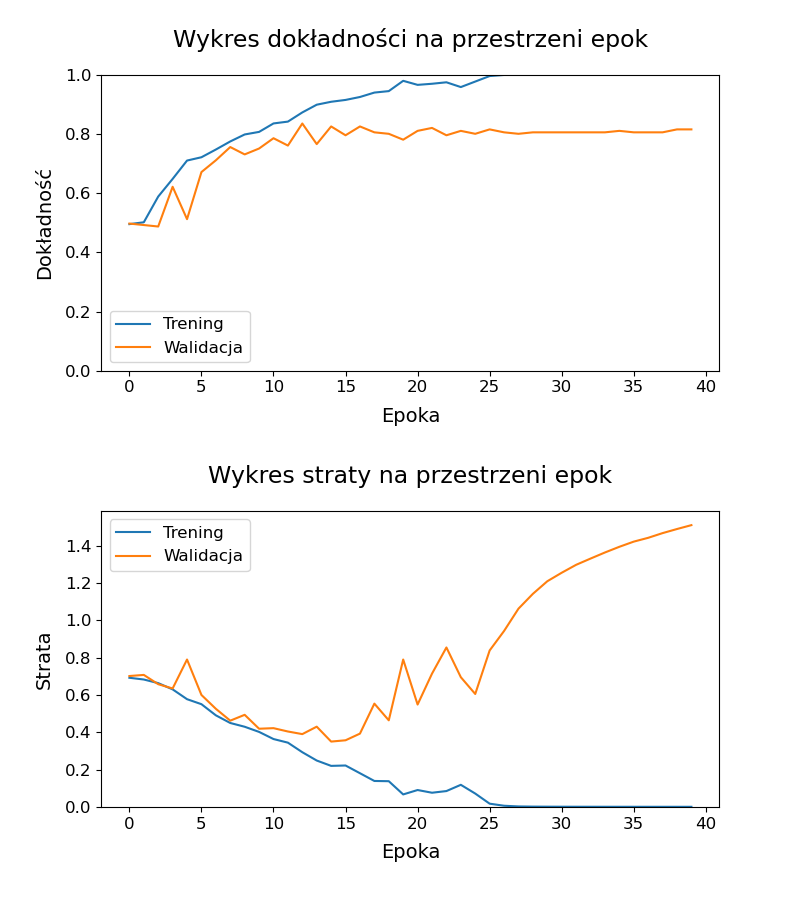 Wykres dokładności na przestrzeni epok
1.0
0.8
0.6
0.4
0.2
0.0
Dokładność
Trening
Walidacja
0 5 10 15 20 25 30 35 40
Epoka
Wykres straty na przestrzeni epok
1.4
1.2
1.0
0.8
0.6
0.4
0.2
0.0
Strata
Trening
Walidacja
0 5 10 15 20 25 30 35 40
Epoka